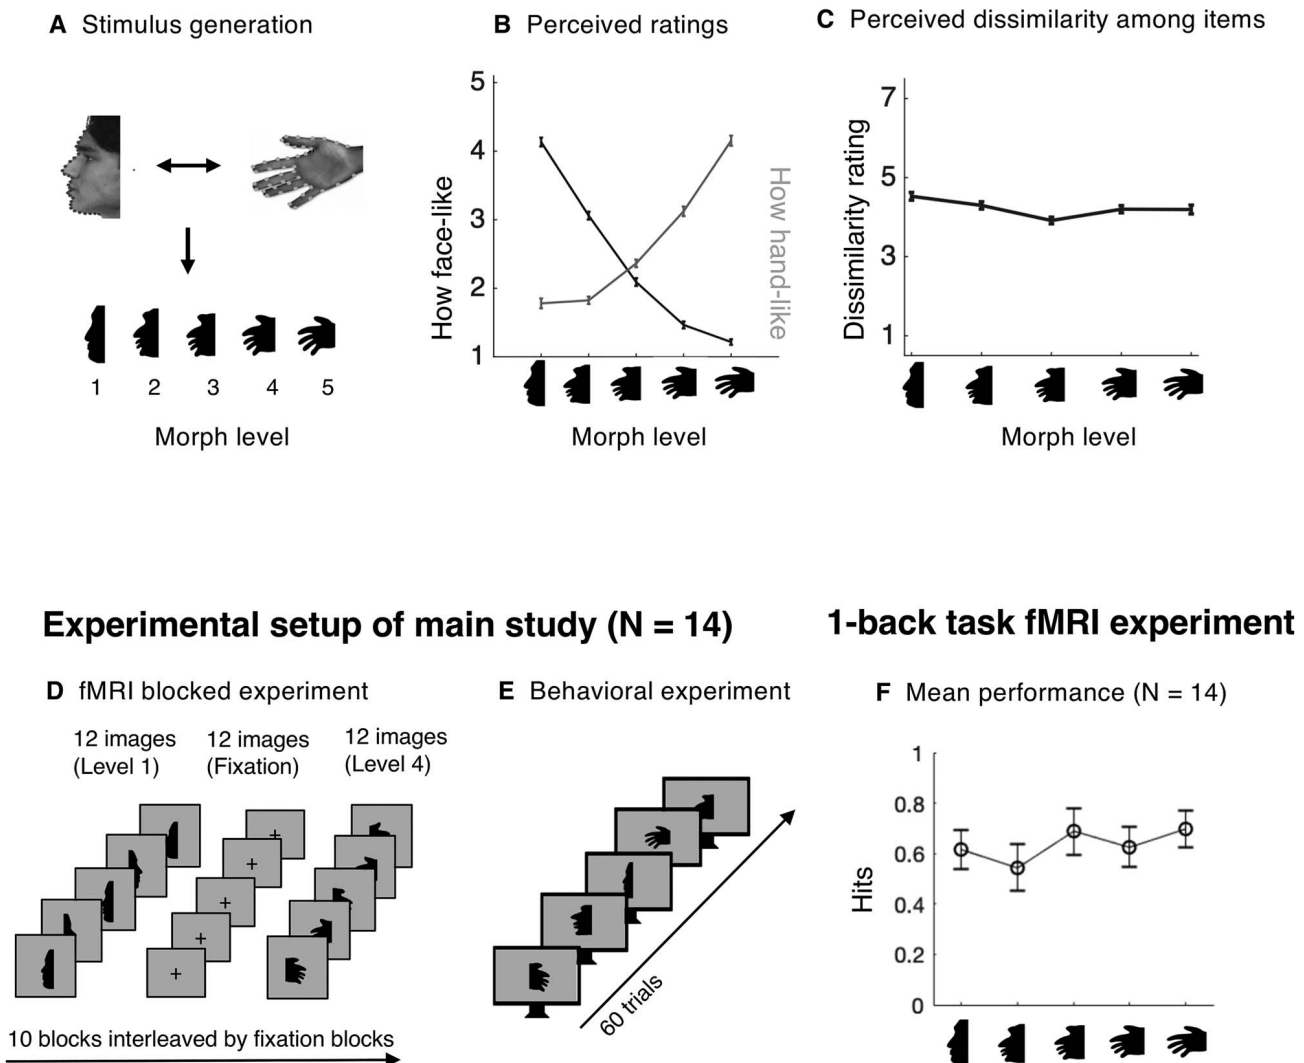 A Stimulus generation
1 2 3 4 5
Morph level
B Perceived ratings
5
4
3
2
1
How face-like
How hand-like
Morph level
C Perceived dissimilarity among items
7
5
3
1
Dissimilarity rating
Morph level
Experimental setup of main study (N = 14)
1-back task fMRI experiment
D fMRI blocked experiment
12 images
(Level 1)
12 images
(Fixation)
12 images
(Level 4)
10 blocks interleaved by fixation blocks
E Behavioral experiment
60 trials
F Mean performance (N = 14)
1
0.8
0.6
0.4
0.2
0
Hits